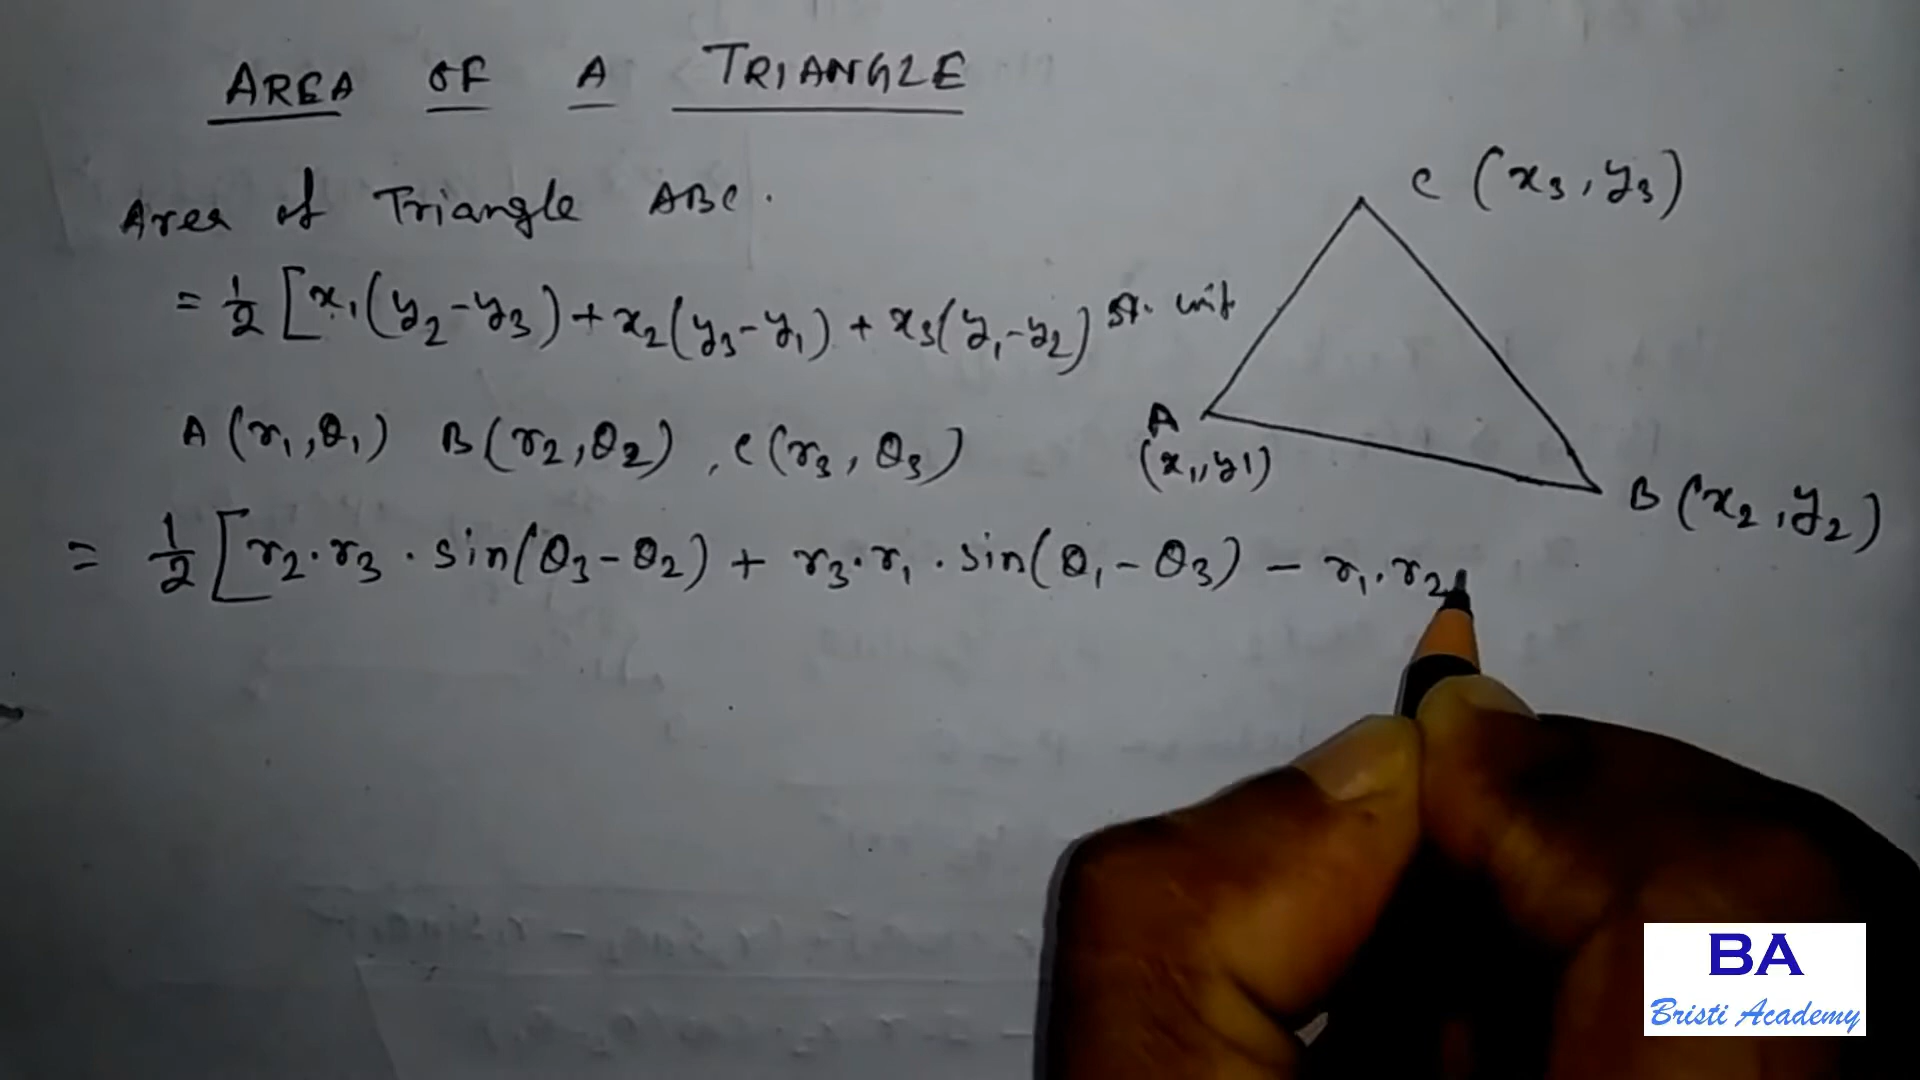 AREA OF A TRIANGLE
Area of Triangle ABC.
= 1/2 [x₁(y₂-y₃)+x₂(y₃-y₁)+x₃(y₁-y₂) sq. unit
A(r₁,θ₁) B(r₂,θ₂), C(r₃,θ₃)
= 1/2 [r₂.r₃.sin(θ₃-θ₂) + r₃.r₁.sin(θ₁-θ₃) - r₁.r₂
C (x₃,y₃)
A
(x₁,y₁)
B (x₂,y₂)
BA
Bristi Academy